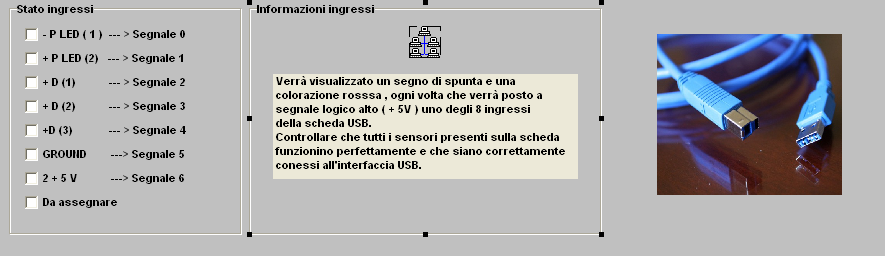 Stato ingressi
- P LED ( 1 ) --- > Segnale 0
+ P LED (2) --- > Segnale 1
+ D (1) ---> Segnale 2
+ D (2) ---> Segnale 3
+D (3) ---> Segnale 4
GROUND ---> Segnale 5
2 + 5 V ---> Segnale 6
Da assegnare
Informazioni ingressi
Verrà visualizzato un segno di spunta e una
colorazione rosssa , ogni volta che verrà posto a
segnale logico alto ( + 5V ) uno degli 8 ingressi
della scheda USB.
Controllare che tutti i sensori presenti sulla scheda
funzionino perfettamente e che siano correttamente
conessi all'interfaccia USB.